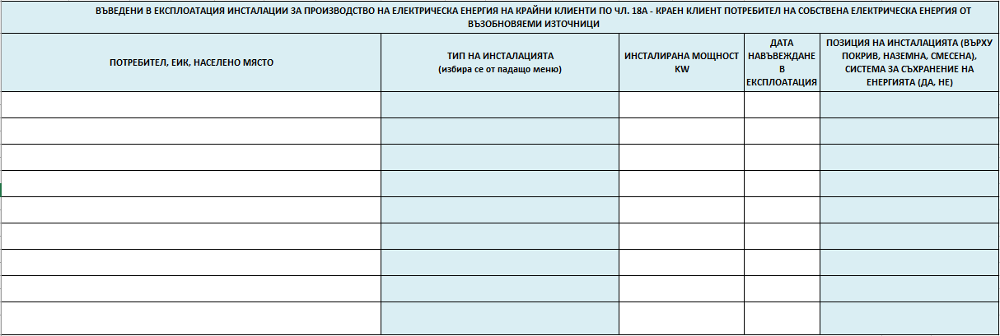 ВЪВЕДЕНИ В ЕКСПЛОАТАЦИЯ ИНСТАЛАЦИИ ЗА ПРОИЗВОДСТВО НА ЕЛЕКТРИЧЕСКА ЕНЕРГИЯ НА КРАЙНИ КЛИЕНТИ ПО ЧЛ. 18А - КРАЕН КЛИЕНТ ПОТРЕБИТЕЛ НА СОБСТВЕНА ЕЛЕКТРИЧЕСКА ЕНЕРГИЯ ОТ
ВЪЗОБНОВЯЕМИ ИЗТОЧНИЦИ
ПОТРЕБИТЕЛ, ЕИК, НАСЕЛЕНО МЯСТО
ТИП НА ИНСТАЛАЦИЯТА
(избира се от падащо меню)
ИНСТАЛИРАНА МОЩНОСТ
KW
ДАТА
НАВЪВЕЖДАНЕ
В
ЕКСПЛОАТАЦИЯ
ПОЗИЦИЯ НА ИНСТАЛАЦИЯТА (ВЪРХУ
ПОКРИВ, НАЗЕМНА, СМЕСЕНА),
СИСТЕМА ЗА СЪХРАНЕНИЕ НА
ЕНЕРГИЯТА (ДА, НЕ)